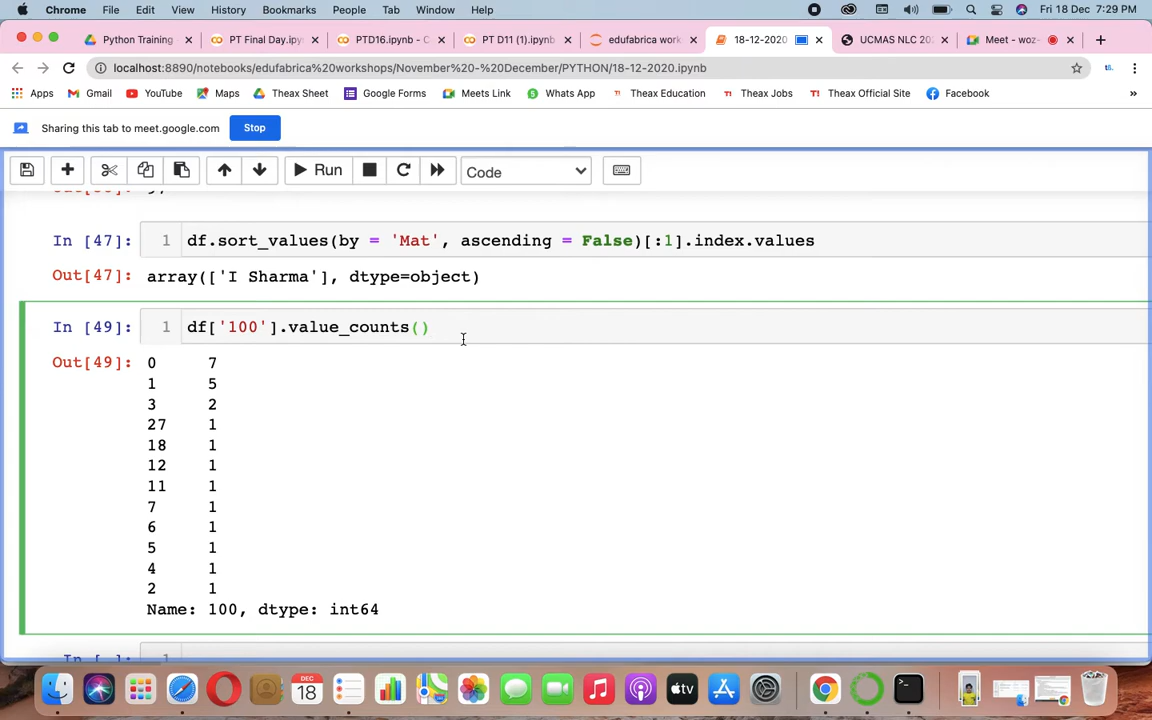 Chrome File Edit View History Bookmarks People Tab Window Help Fri 18 Dec 7:29 PM
Python Training - PT Final Day.ipy PTD16.ipynb - C PT D11 (1).ipynb edufabrica work 18-12-2020 UCMAS NLC 20 Meet - woz-
localhost:8890/notebooks/edufabrica%20workshops/November%20-%20December/PYTHON/18-12-2020.ipynb
Apps Gmail YouTube Maps Theax Sheet Google Forms Meets Link Whats App Theax Education Theax Jobs Theax Official Site Facebook »
Sharing this tab to meet.google.com Stop
Run Code
In [47]: 1 df.sort_values(by = 'Mat', ascending = False)[:1].index.values
Out[47]: array(['I Sharma'], dtype=object)
In [49]: 1 df['100'].value_counts()
Out[49]: 0 7
1 5
3 2
27 1
18 1
12 1
11 1
7 1
6 1
5 1
4 1
2 1
Name: 100, dtype: int64
DEC
18
tv